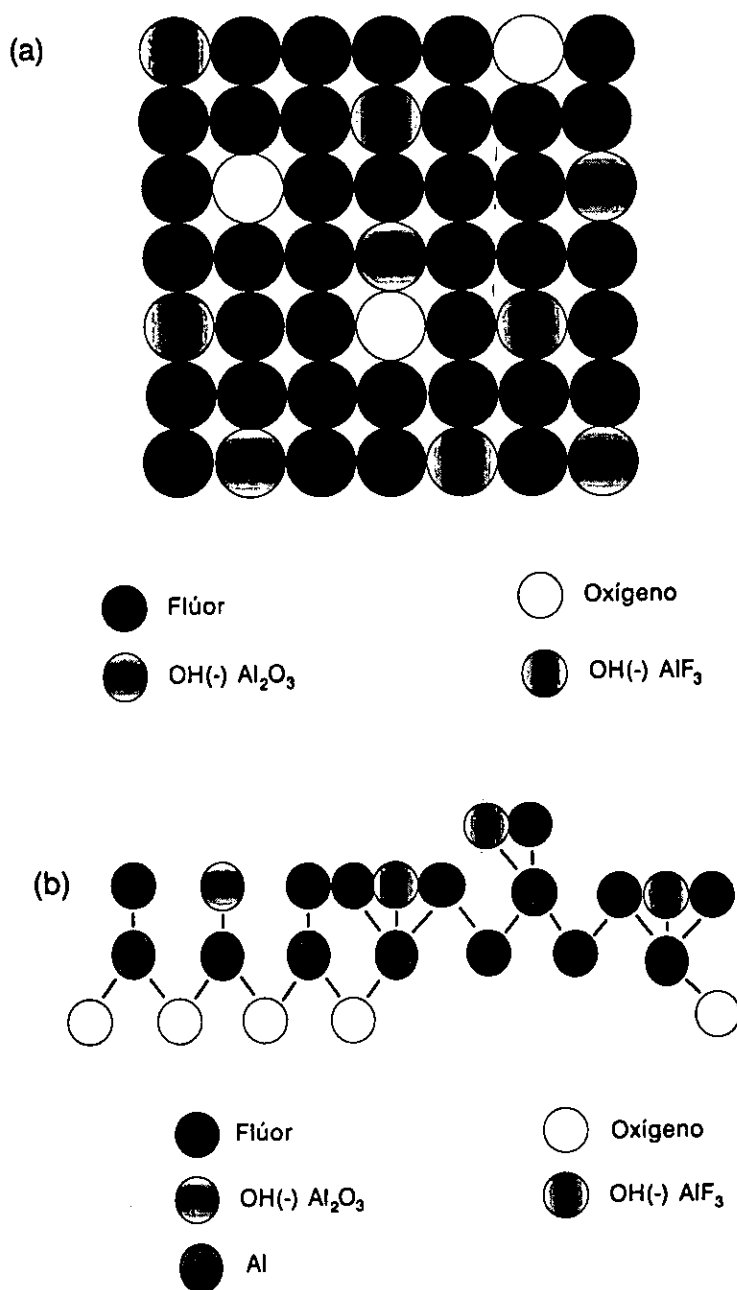 (a)
Flúor
Oxígeno
OH(-) Al₂O₃
OH(-) AlF₃
(b)
Flúor
Oxígeno
OH(-) Al₂O₃
OH(-) AlF₃
Al